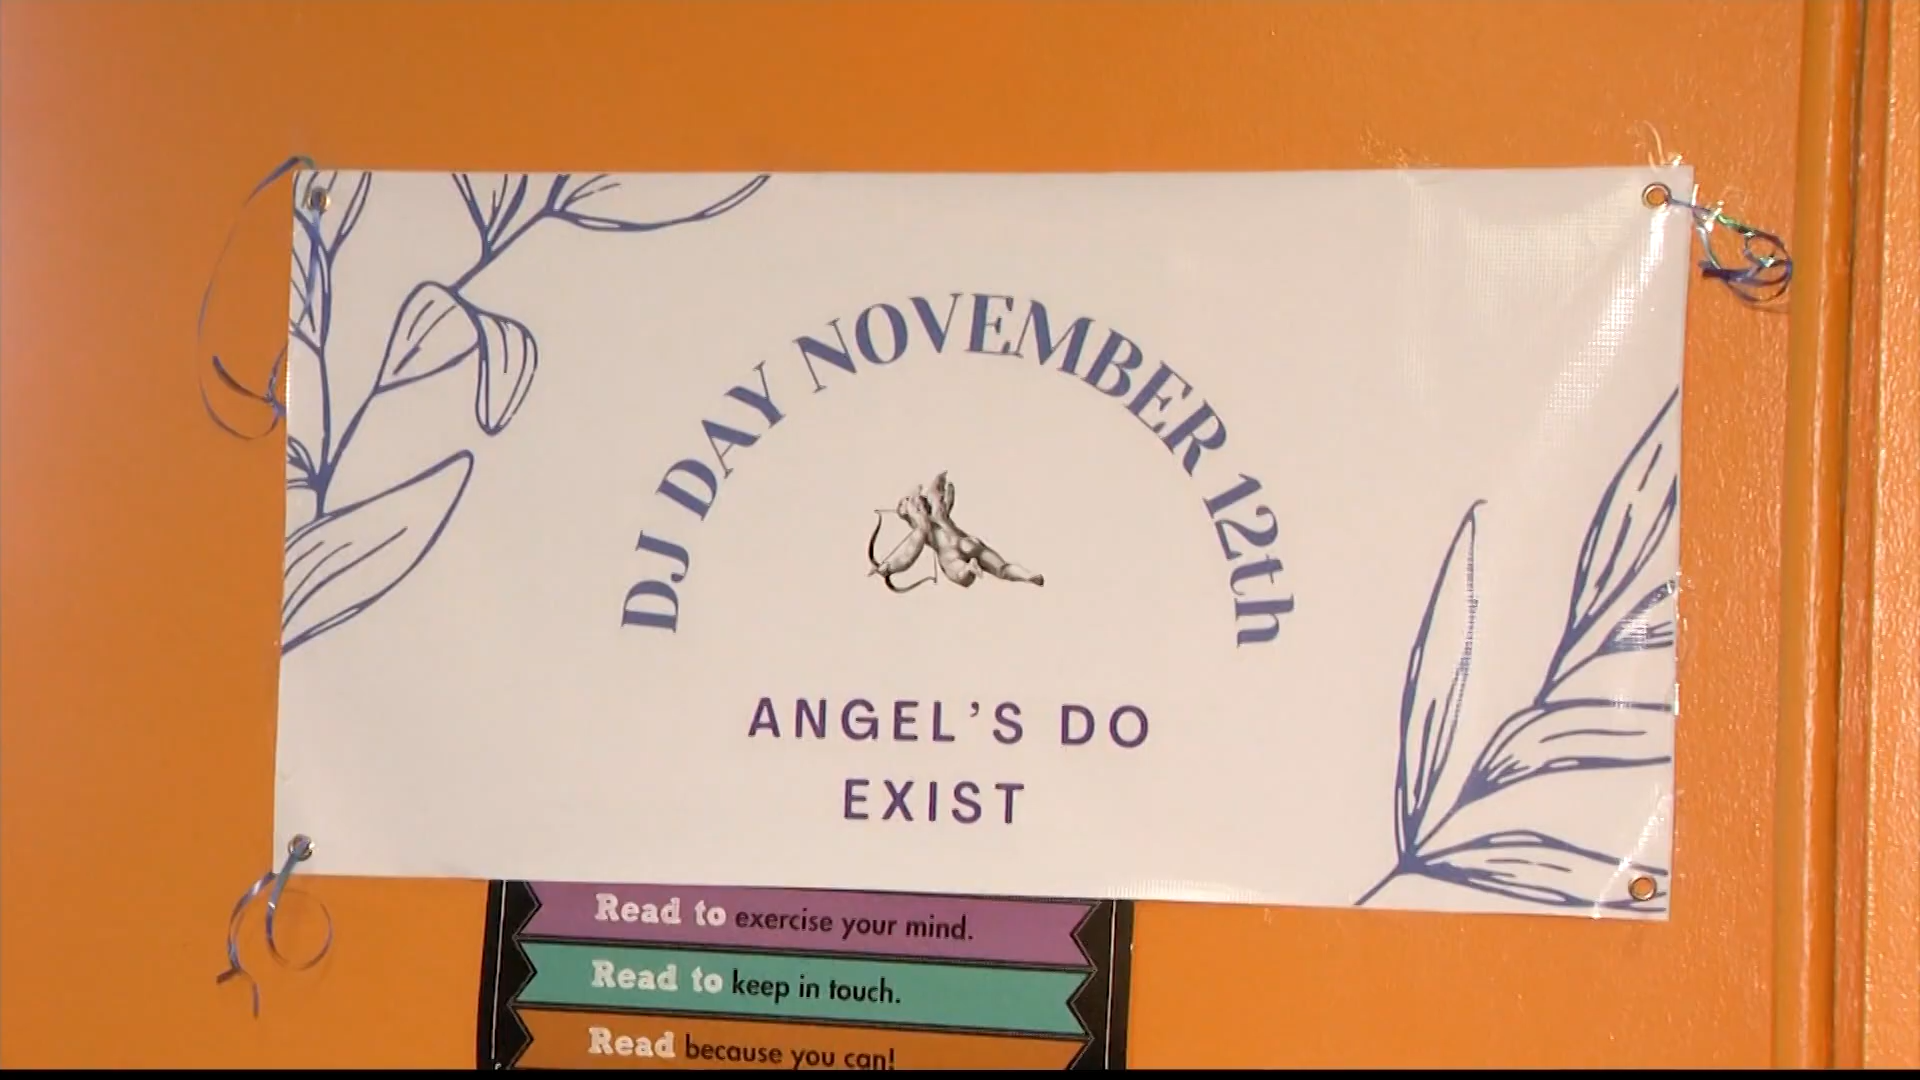 DJ DAY NOVEMBER 12th
ANGEL'S DO
EXIST
Read to exercise your mind.
Read to keep in touch.
Read because you can!